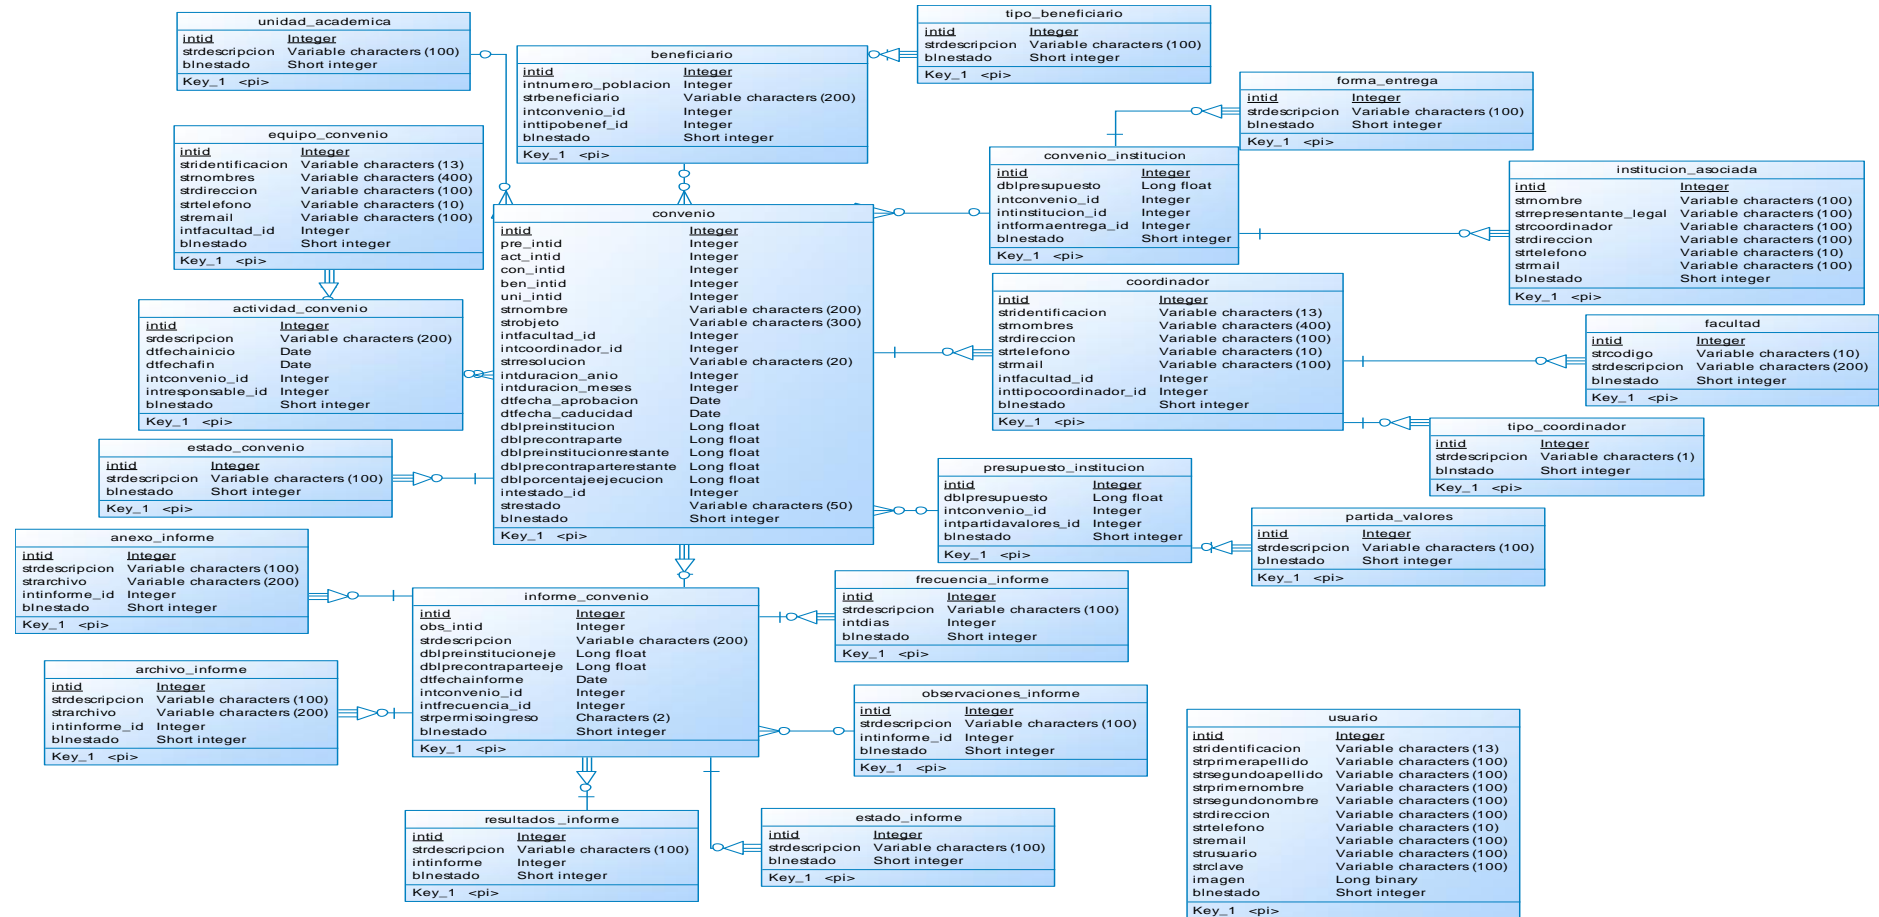 unidad_academica
intid Integer
strdescripcion Variable characters (100)
blnestado Short integer
Key_1 <pi>
beneficiario
intid Integer
intnumero_poblacion Integer
strbeneficiario Variable characters (200)
intconvenio_id Integer
inttipobenef_id Integer
blnestado Short integer
Key_1 <pi>
tipo_beneficiario
intid Integer
strdescripcion Variable characters (100)
blnestado Short integer
Key_1 <pi>
forma_entrega
intid Integer
strdescripcion Variable characters (100)
blnestado Short integer
Key_1 <pi>
equipo_convenio
intid Integer
stridentificacion Variable characters (13)
strnombres Variable characters (400)
strdireccion Variable characters (100)
strtelefono Variable characters (10)
stremail Variable characters (100)
intfacultad_id Integer
blnestado Short integer
Key_1 <pi>
convenio_institucion
intid Integer
dblpresupuesto Long float
intconvenio_id Integer
intinstitucion_id Integer
intformaentrega_id Integer
blnestado Short integer
Key_1 <pi>
institucion_asociada
intid Integer
strnombre Variable characters (100)
strrepresentante_legal Variable characters (100)
strcoordinador Variable characters (100)
strdireccion Variable characters (100)
strtelefono Variable characters (10)
strmail Variable characters (100)
blnestado Short integer
Key_1 <pi>
convenio
intid Integer
pre_intid Integer
act_intid Integer
con_intid Integer
ben_intid Integer
uni_intid Integer
strnombre Variable characters (200)
strobjeto Variable characters (300)
intfacultad_id Integer
intcoordinador_id Integer
strresolucion Variable characters (20)
intduracion_anio Integer
intduracion_meses Integer
dtfecha_aprobacion Date
dtfecha_caducidad Date
dblpreinstitucion Long float
dblprecontraparte Long float
dblpreinstitucionrestante Long float
dblprecontraparterestante Long float
dblporcentajeejecucion Long float
intestado_id Integer
strestado Variable characters (50)
blnestado Short integer
Key_1 <pi>
coordinador
intid Integer
stridentificacion Variable characters (13)
strnombres Variable characters (400)
strdireccion Variable characters (100)
strtelefono Variable characters (10)
strmail Variable characters (100)
intfacultad_id Integer
inttipocoordinador_id Integer
blnestado Short integer
Key_1 <pi>
facultad
intid Integer
strcodigo Variable characters (10)
strdescripcion Variable characters (200)
blnestado Short integer
Key_1 <pi>
actividad_convenio
intid Integer
srdescripcion Variable characters (200)
dtfechainicio Date
dtfechafin Date
intconvenio_id Integer
intresponsable_id Integer
blnestado Short integer
Key_1 <pi>
tipo_coordinador
intid Integer
strdescripcion Variable characters (1)
blnstado Short integer
Key_1 <pi>
estado_convenio
intid Integer
strdescripcion Variable characters (100)
blnestado Short integer
Key_1 <pi>
presupuesto_institucion
intid Integer
dblpresupuesto Long float
intconvenio_id Integer
intpartidavalores_id Integer
blnestado Short integer
Key_1 <pi>
partida_valores
intid Integer
strdescripcion Variable characters (100)
blnestado Short integer
Key_1 <pi>
anexo_informe
intid Integer
strdescripcion Variable characters (100)
strarchivo Variable characters (200)
intinforme_id Integer
blnestado Short integer
Key_1 <pi>
informe_convenio
intid Integer
obs_intid Integer
strdescripcion Variable characters (200)
dblpreinstitucioneje Long float
dblprecontraparteeje Long float
dtfechainforme Date
intconvenio_id Integer
intfrecuencia_id Integer
strpermisoingreso Characters (2)
blnestado Short integer
Key_1 <pi>
frecuencia_informe
intid Integer
strdescripcion Variable characters (100)
intdias Integer
blnestado Short integer
Key_1 <pi>
archivo_informe
intid Integer
strdescripcion Variable characters (100)
strarchivo Variable characters (200)
intinforme_id Integer
blnestado Short integer
Key_1 <pi>
observaciones_informe
intid Integer
strdescripcion Variable characters (100)
intinforme_id Integer
blnestado Short integer
Key_1 <pi>
usuario
intid Integer
stridentificacion Variable characters (13)
strprimerapellido Variable characters (100)
strsegundoapellido Variable characters (100)
strprimernombre Variable characters (100)
strsegundonombre Variable characters (100)
strdireccion Variable characters (100)
strtelefono Variable characters (10)
stremail Variable characters (100)
strusuario Variable characters (100)
strclave Variable characters (100)
imagen Long binary
blnestado Short integer
Key_1 <pi>
resultados _informe
intid Integer
strdescripcion Variable characters (100)
intinforme Integer
blnestado Short integer
Key_1 <pi>
estado_informe
intid Integer
strdescripcion Variable characters (100)
blnestado Short integer
Key_1 <pi>